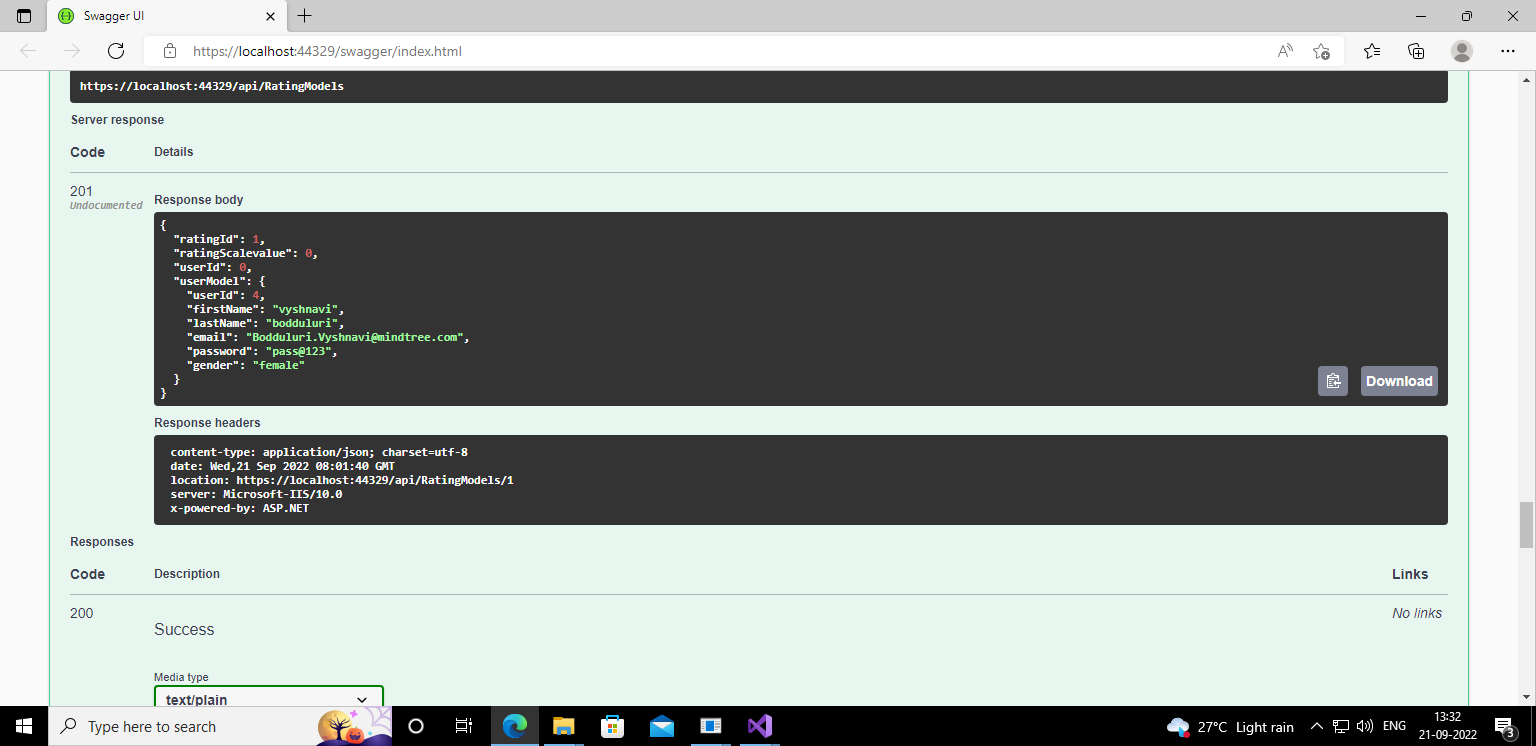 Swagger UI
https://localhost:44329/swagger/index.html
https://localhost:44329/api/RatingModels
Server response
Code Details
201
Undocumented
Response body
{
"ratingId": 1,
"ratingScalevalue": 0,
"userId": 0,
"userModel": {
"userId": 4,
"firstName": "vyshnavi",
"lastName": "bodduluri",
"email": "Bodduluri.Vyshnavi@mindtree.com",
"password": "pass@123",
"gender": "female"
}
}
Download
Response headers
content-type: application/json; charset=utf-8
date: Wed,21 Sep 2022 08:01:40 GMT
location: https://localhost:44329/api/RatingModels/1
server: Microsoft-IIS/10.0
x-powered-by: ASP.NET
Responses
Code Description Links
200 No links
Success
Media type
text/plain
Type here to search
27°C Light rain
ENG
13:32
21-09-2022
3